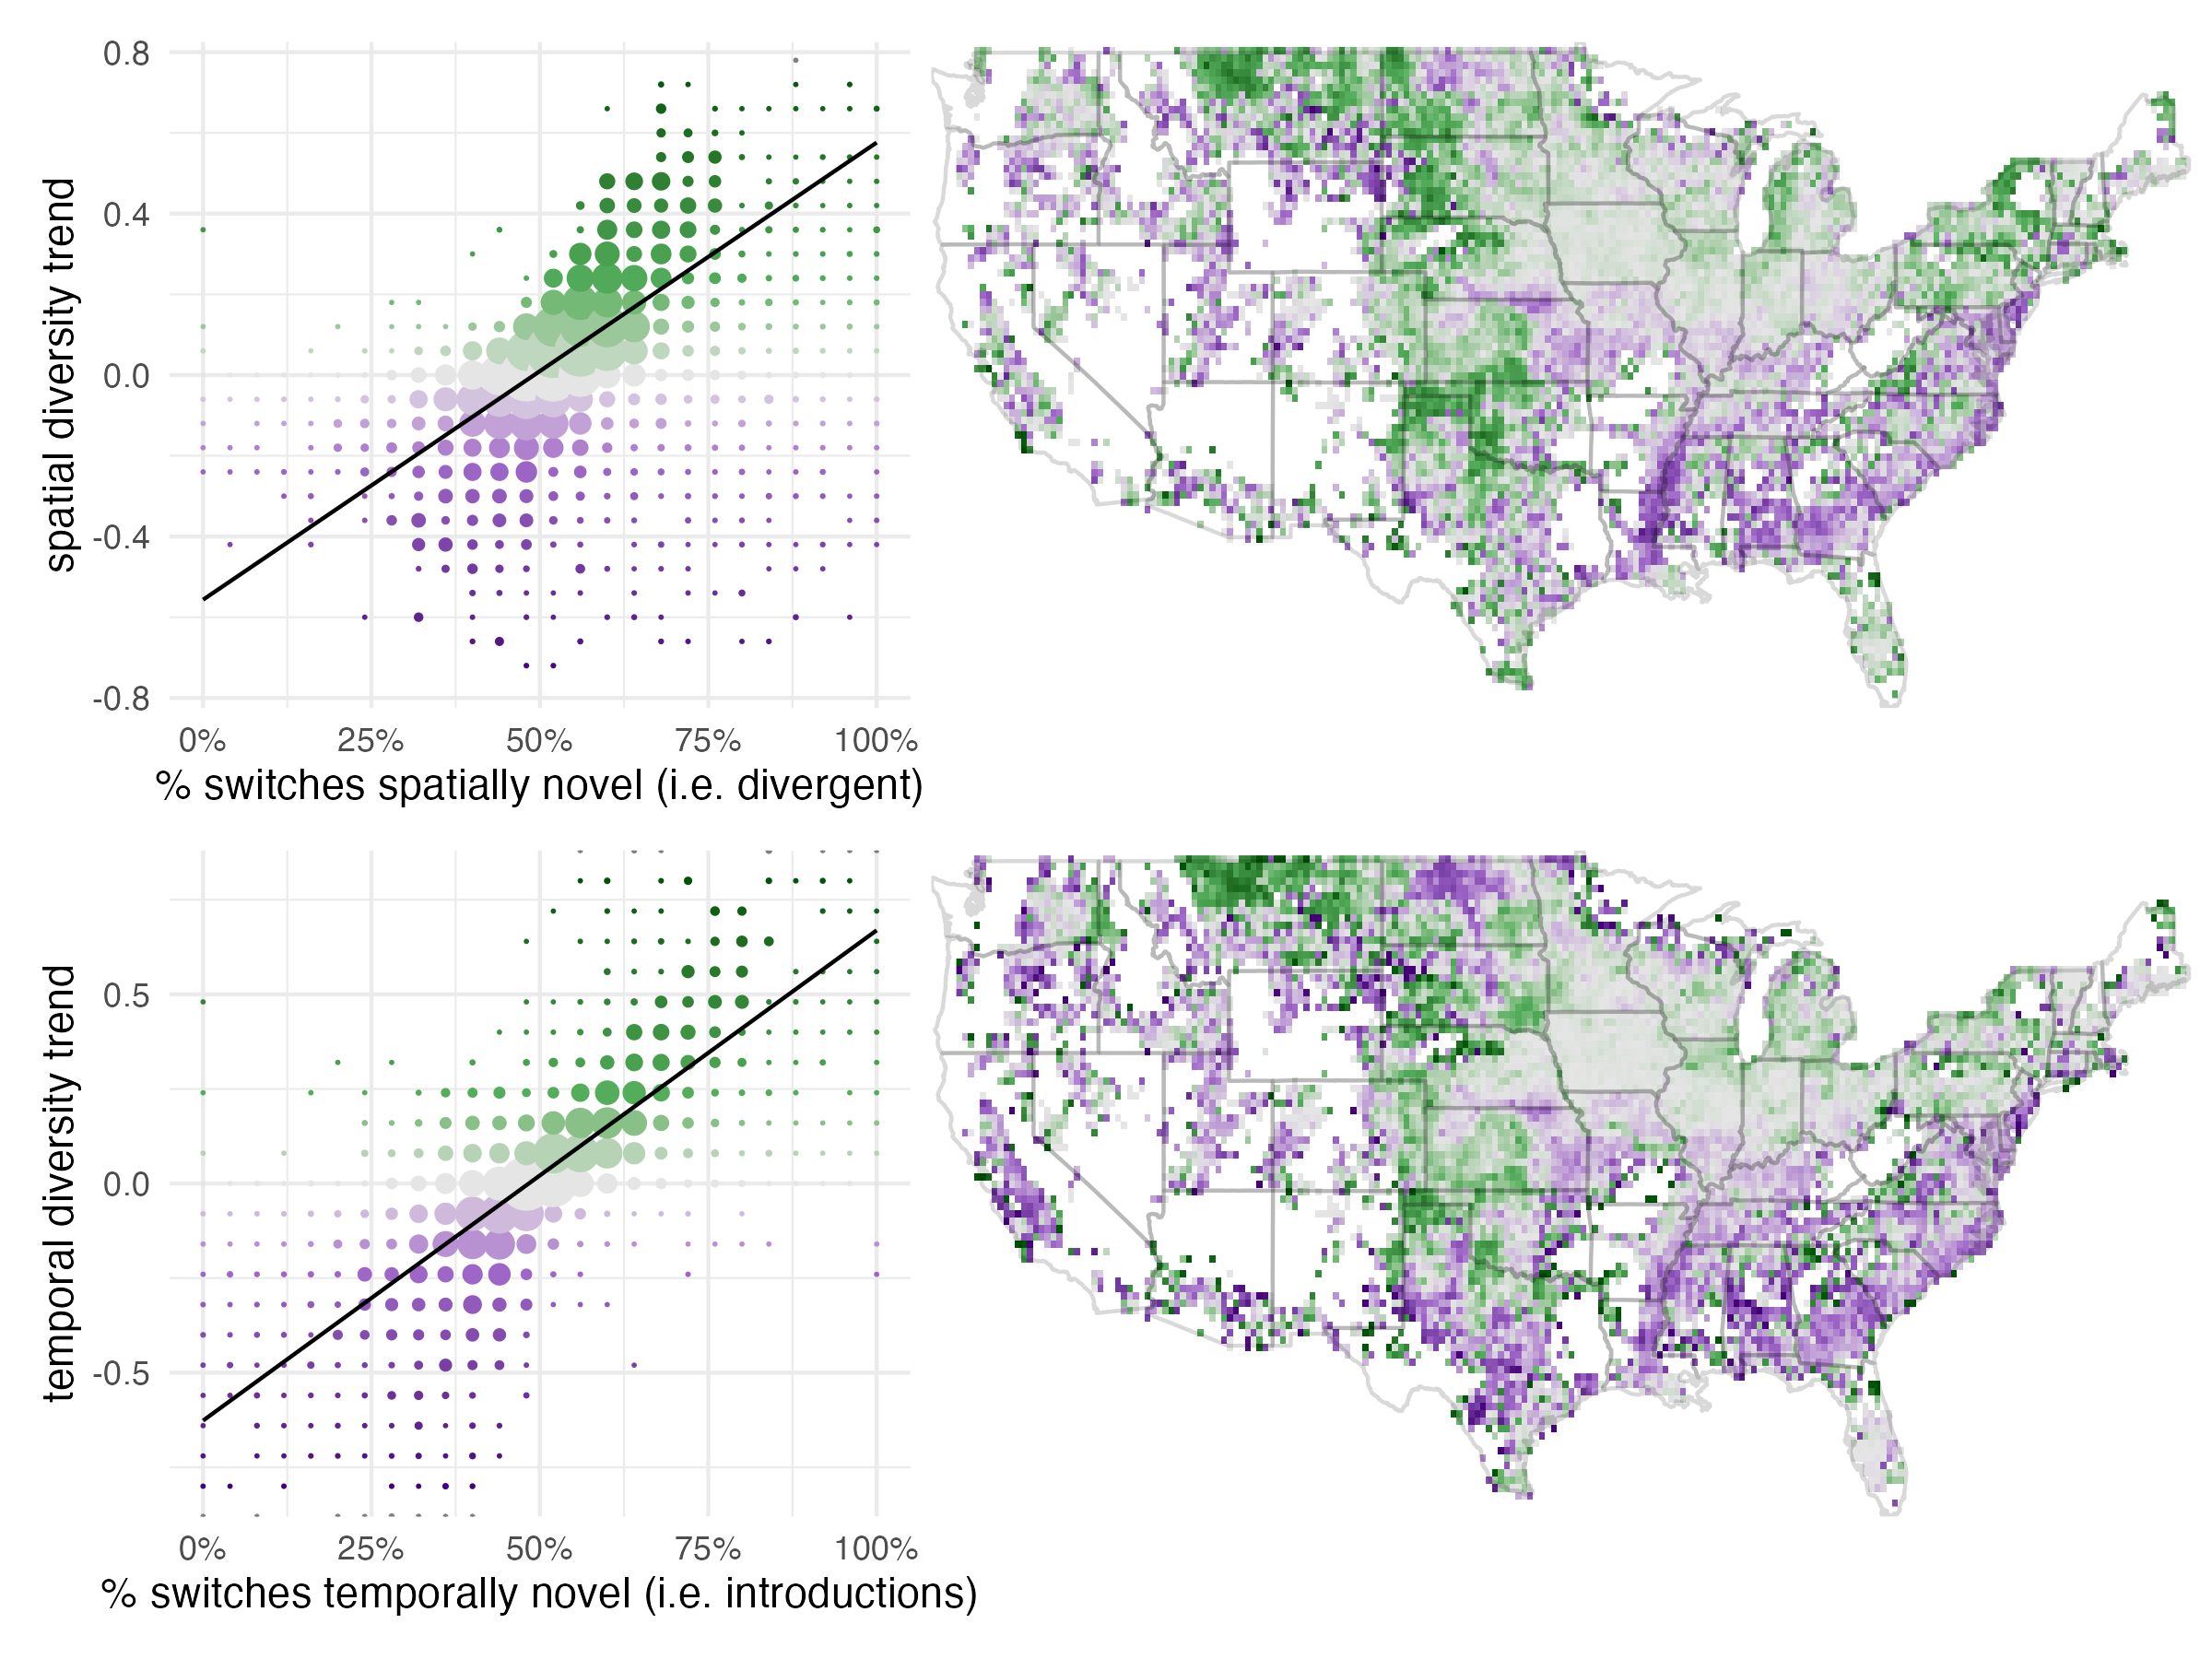 spatial diversity trend
0.8
0.4
0.0
-0.4
-0.8
0% 25% 50% 75% 100%
% switches spatially novel (i.e. divergent)
temporal diversity trend
0.5
0.0
-0.5
0% 25% 50% 75% 100%
% switches temporally novel (i.e. introductions)